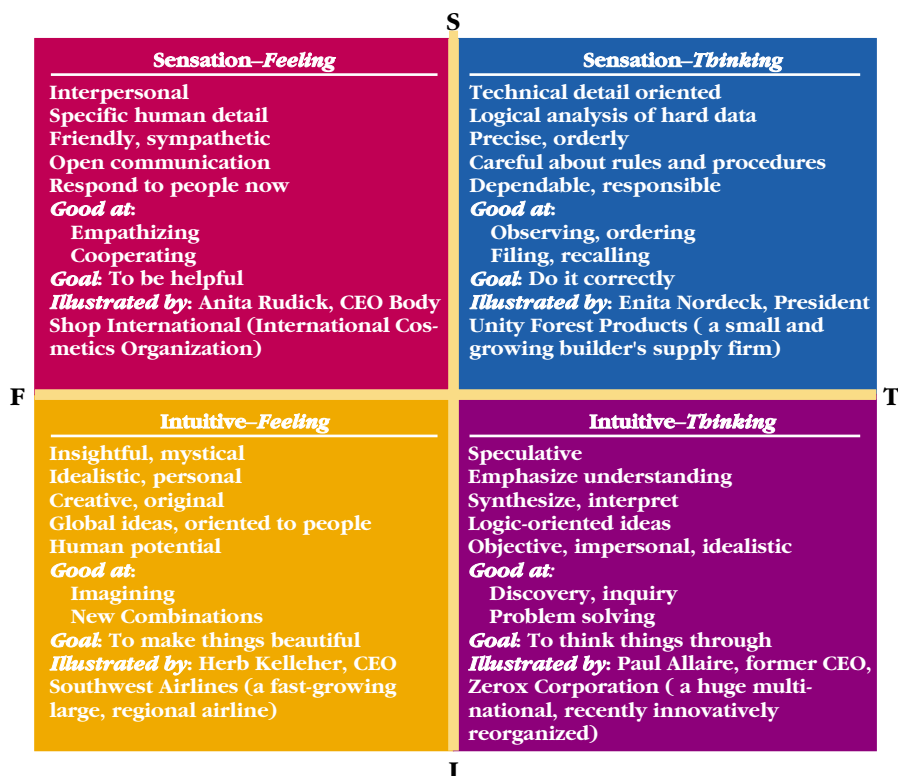 S
Sensation–Feeling
Interpersonal
Specific human detail
Friendly, sympathetic
Open communication
Respond to people now
Good at:
Empathizing
Cooperating
Goal: To be helpful
Illustrated by: Anita Rudick, CEO Body
Shop International (International Cos-
metics Organization)
Sensation–Thinking
Technical detail oriented
Logical analysis of hard data
Precise, orderly
Careful about rules and procedures
Dependable, responsible
Good at:
Observing, ordering
Filing, recalling
Goal: Do it correctly
Illustrated by: Enita Nordeck, President
Unity Forest Products ( a small and
growing builder's supply firm)
F
T
Intuitive–Feeling
Insightful, mystical
Idealistic, personal
Creative, original
Global ideas, oriented to people
Human potential
Good at:
Imagining
New Combinations
Goal: To make things beautiful
Illustrated by: Herb Kelleher, CEO
Southwest Airlines (a fast-growing
large, regional airline)
Intuitive–Thinking
Speculative
Emphasize understanding
Synthesize, interpret
Logic-oriented ideas
Objective, impersonal, idealistic
Good at:
Discovery, inquiry
Problem solving
Goal: To think things through
Illustrated by: Paul Allaire, former CEO,
Zerox Corporation ( a huge multi-
national, recently innovatively
reorganized)
I